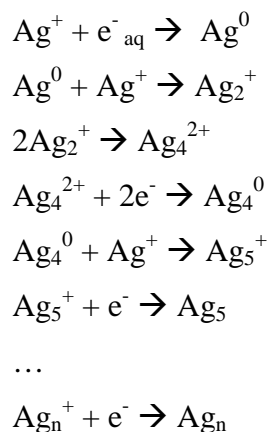 Ag⁺ + e⁻ aq → Ag⁰
Ag⁰ + Ag⁺ → Ag₂⁺
2Ag₂⁺ → Ag₄²⁺
Ag₄²⁺ + 2e⁻ → Ag₄⁰
Ag₄⁰ + Ag⁺ → Ag₅⁺
Ag₅⁺ + e⁻ → Ag₅
…
Agₙ⁺ + e⁻ → Agₙ